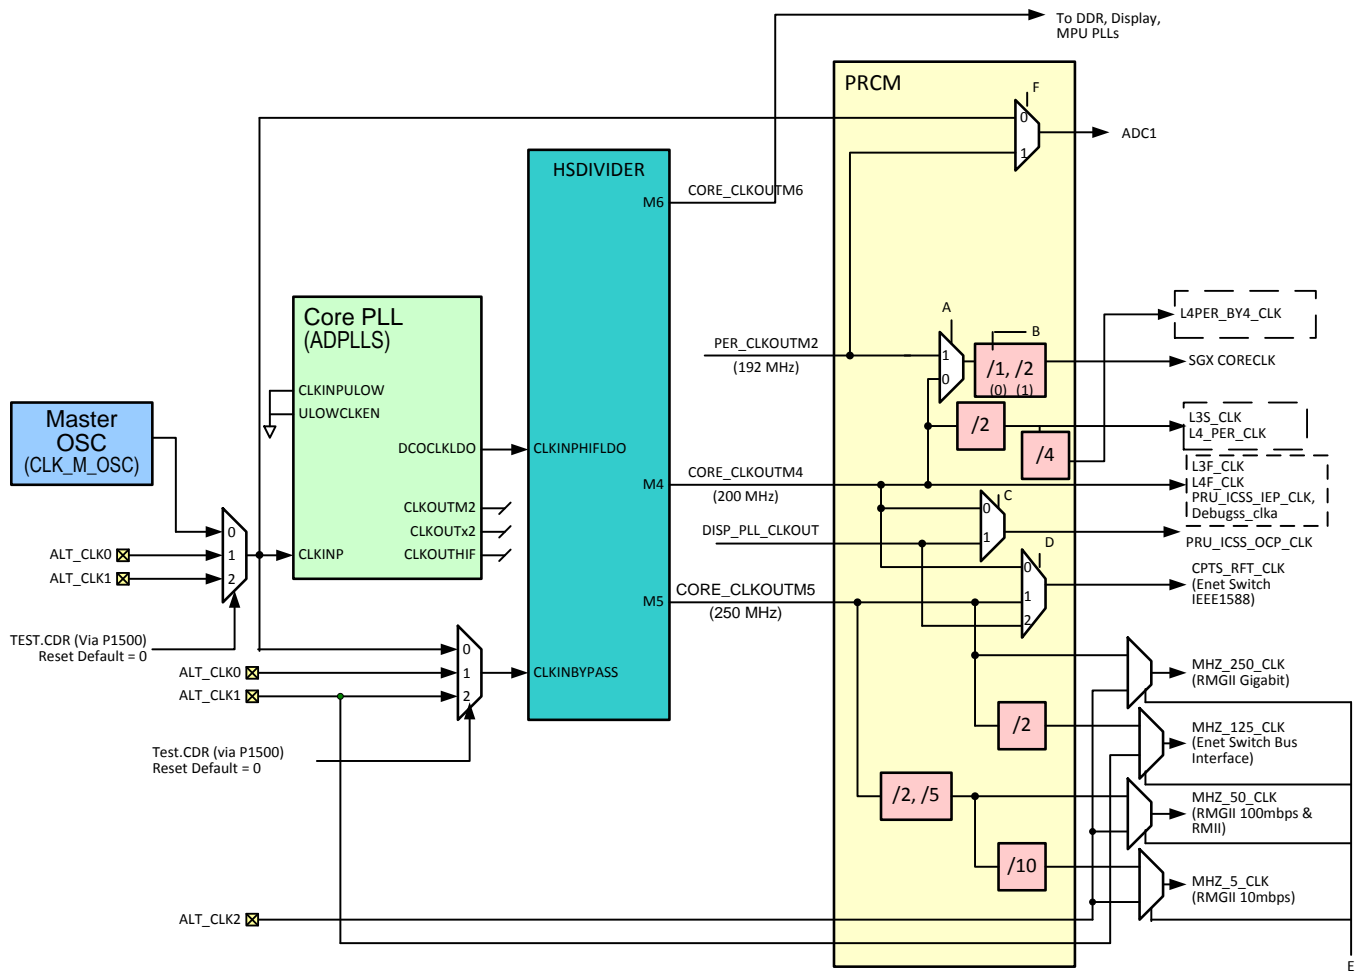 To DDR, Display,
MPU PLLs
PRCM
F
0
1
ADC1
HSDIVIDER
M6
CORE_CLKOUTM6
Core PLL
(ADPLLS)
CLKINPULOW
ULOWCLKEN
DCOCLKLDO
CLKINPHIFLDO
CLKOUTM2
CLKOUTx2
CLKOUTHIF
CLKINP
Master
OSC
(CLK_M_OSC)
0
1
2
ALT_CLK0
ALT_CLK1
TEST.CDR (Via P1500)
Reset Default = 0
ALT_CLK0
ALT_CLK1
0
1
2
CLKINBYPASS
Test.CDR (via P1500)
Reset Default = 0
ALT_CLK2
PER_CLKOUTM2
(192 MHz)
A
1
0
B
/1, /2
(0) (1)
L4PER_BY4_CLK
SGX CORECLK
/2
/4
L3S_CLK
L4_PER_CLK
M4
CORE_CLKOUTM4
(200 MHz)
L3F_CLK
L4F_CLK
PRU_ICSS_IEP_CLK,
Debugss_clka
DISP_PLL_CLKOUT
C
0
1
PRU_ICSS_OCP_CLK
D
0
1
2
CPTS_RFT_CLK
(Enet Switch
IEEE1588)
M5
CORE_CLKOUTM5
(250 MHz)
MHZ_250_CLK
(RMGII Gigabit)
/2
MHZ_125_CLK
(Enet Switch Bus
Interface)
/2, /5
MHZ_50_CLK
(RMGII 100mbps &
RMII)
/10
MHZ_5_CLK
(RMGII 10mbps)
E